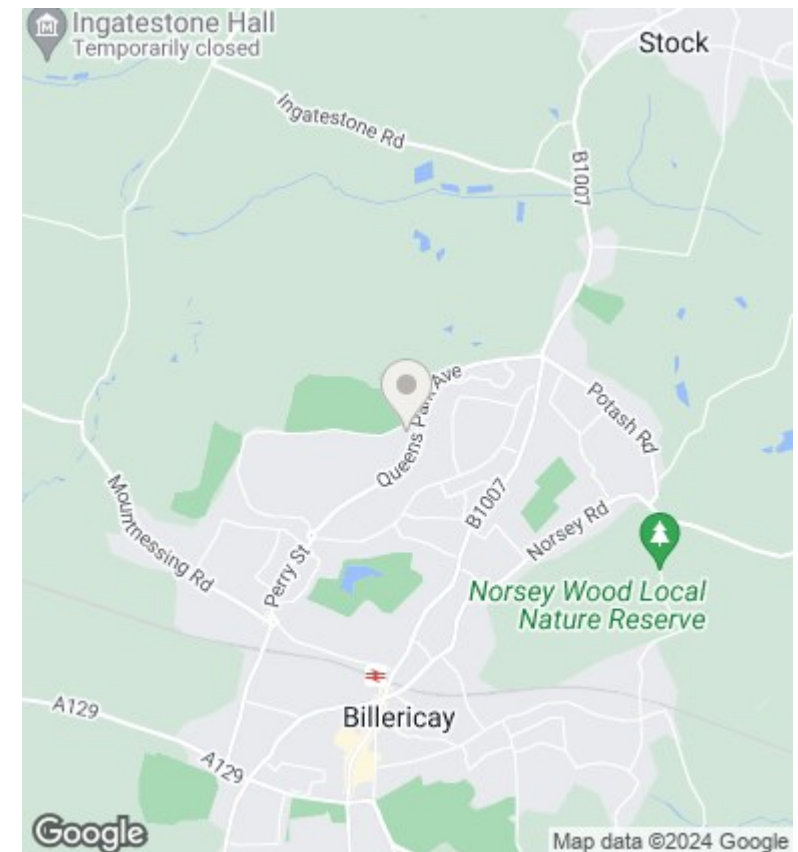 Ingatestone Hall
Temporarily closed
Stock
Ingatestone Rd
B1007
Queens Park Ave
Potash Rd
Mountnessing Rd
B1007
Norsey Rd
Perry St
Norsey Wood Local
Nature Reserve
A129
Billericay
A129
Google
Map data ©2024 Google